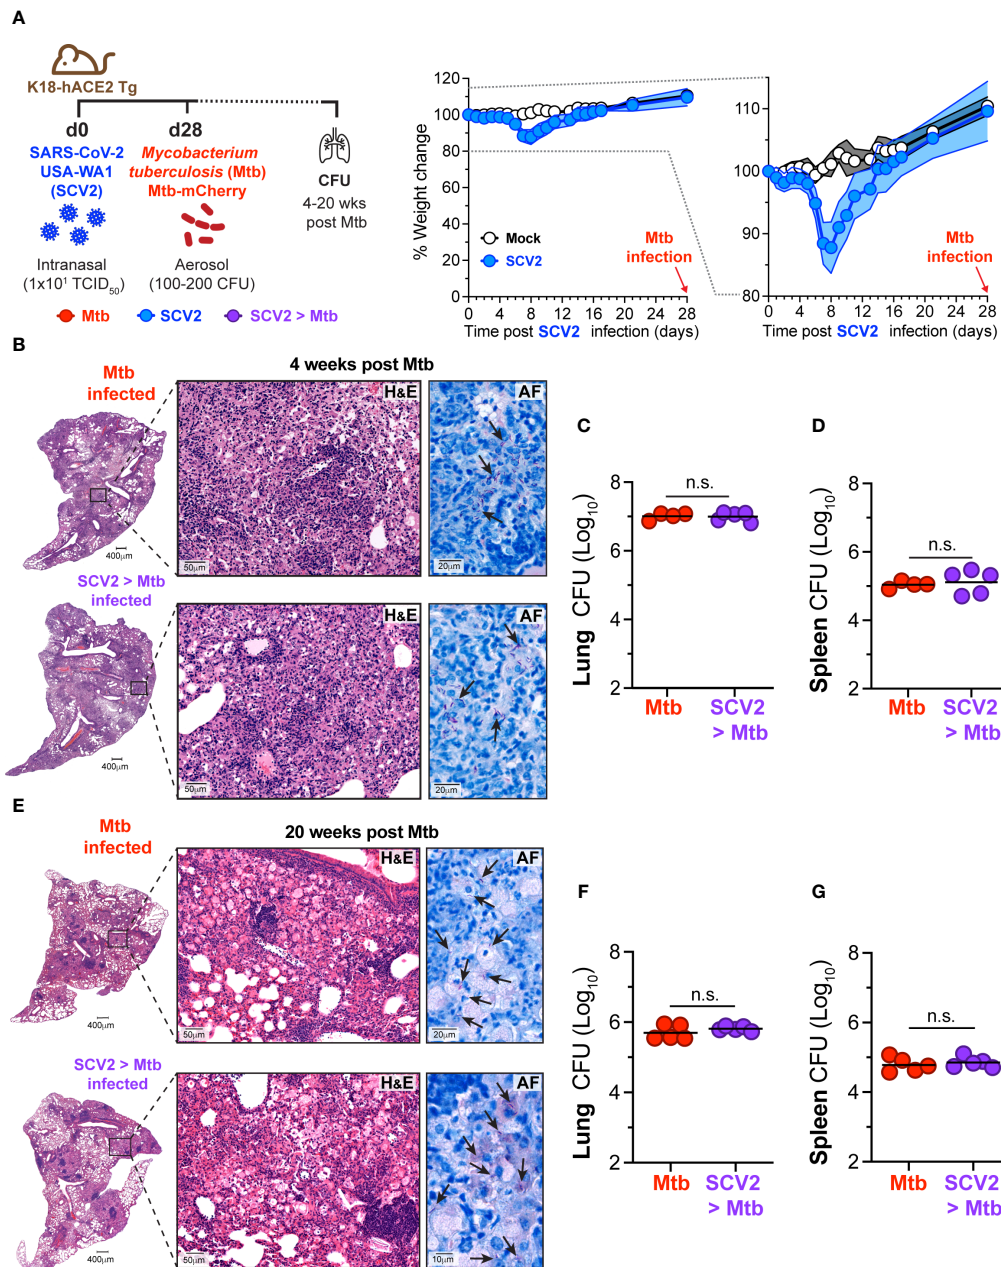 A
K18-hACE2 Tg
d0
d28
SARS-CoV-2
USA-WA1
(SCV2)
Mycobacterium
tuberculosis (Mtb)
Mtb-mCherry
CFU
4-20 wks
post Mtb
Intranasal
(1x10¹ TCID₅₀)
Aerosol
(100-200 CFU)
Mtb
SCV2
SCV2 > Mtb
% Weight change
120
100
80
60
40
20
0
Mock
SCV2
Mtb
infection
0 4 8 12 16 20 24 28
Time post SCV2 infection (days)
110
100
90
80
Mtb
infection
0 4 8 12 16 20 24 28
Time post SCV2 infection (days)
B
4 weeks post Mtb
Mtb
infected
400µm
H&E
50µm
AF
20µm
SCV2 > Mtb
infected
400µm
H&E
50µm
AF
20µm
C
Lung CFU (Log₁₀)
8
6
4
2
n.s.
Mtb
SCV2
> Mtb
D
Spleen CFU (Log₁₀)
8
6
4
2
n.s.
Mtb
SCV2
> Mtb
E
20 weeks post Mtb
Mtb
infected
400µm
H&E
50µm
AF
20µm
SCV2 > Mtb
infected
400µm
H&E
50µm
AF
10µm
F
Lung CFU (Log₁₀)
8
6
4
2
n.s.
Mtb
SCV2
> Mtb
G
Spleen CFU (Log₁₀)
8
6
4
2
n.s.
Mtb
SCV2
> Mtb